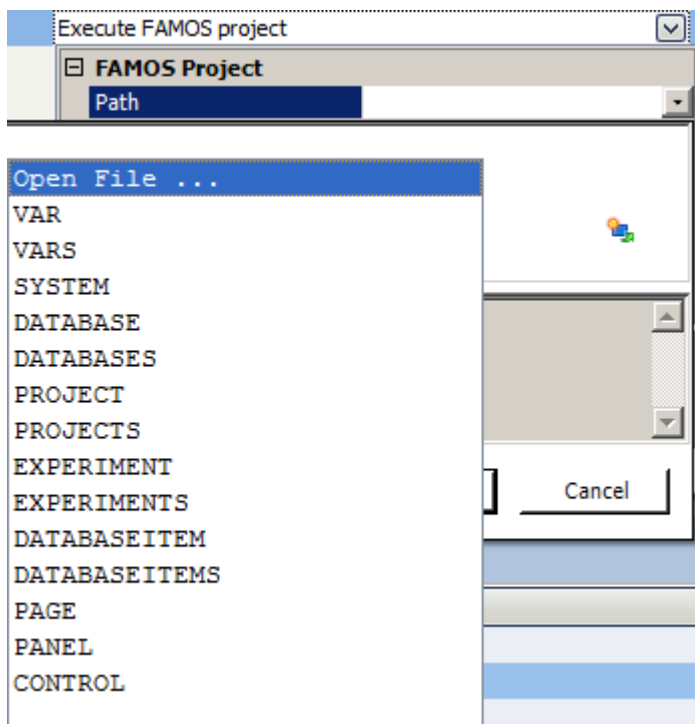 Execute FAMOS project
FAMOS Project
Path
Open File ...
VAR
VARS
SYSTEM
DATABASE
DATABASES
PROJECT
PROJECTS
EXPERIMENT
EXPERIMENTS
DATABASEITEM
DATABASEITEMS
PAGE
PANEL
CONTROL
Cancel